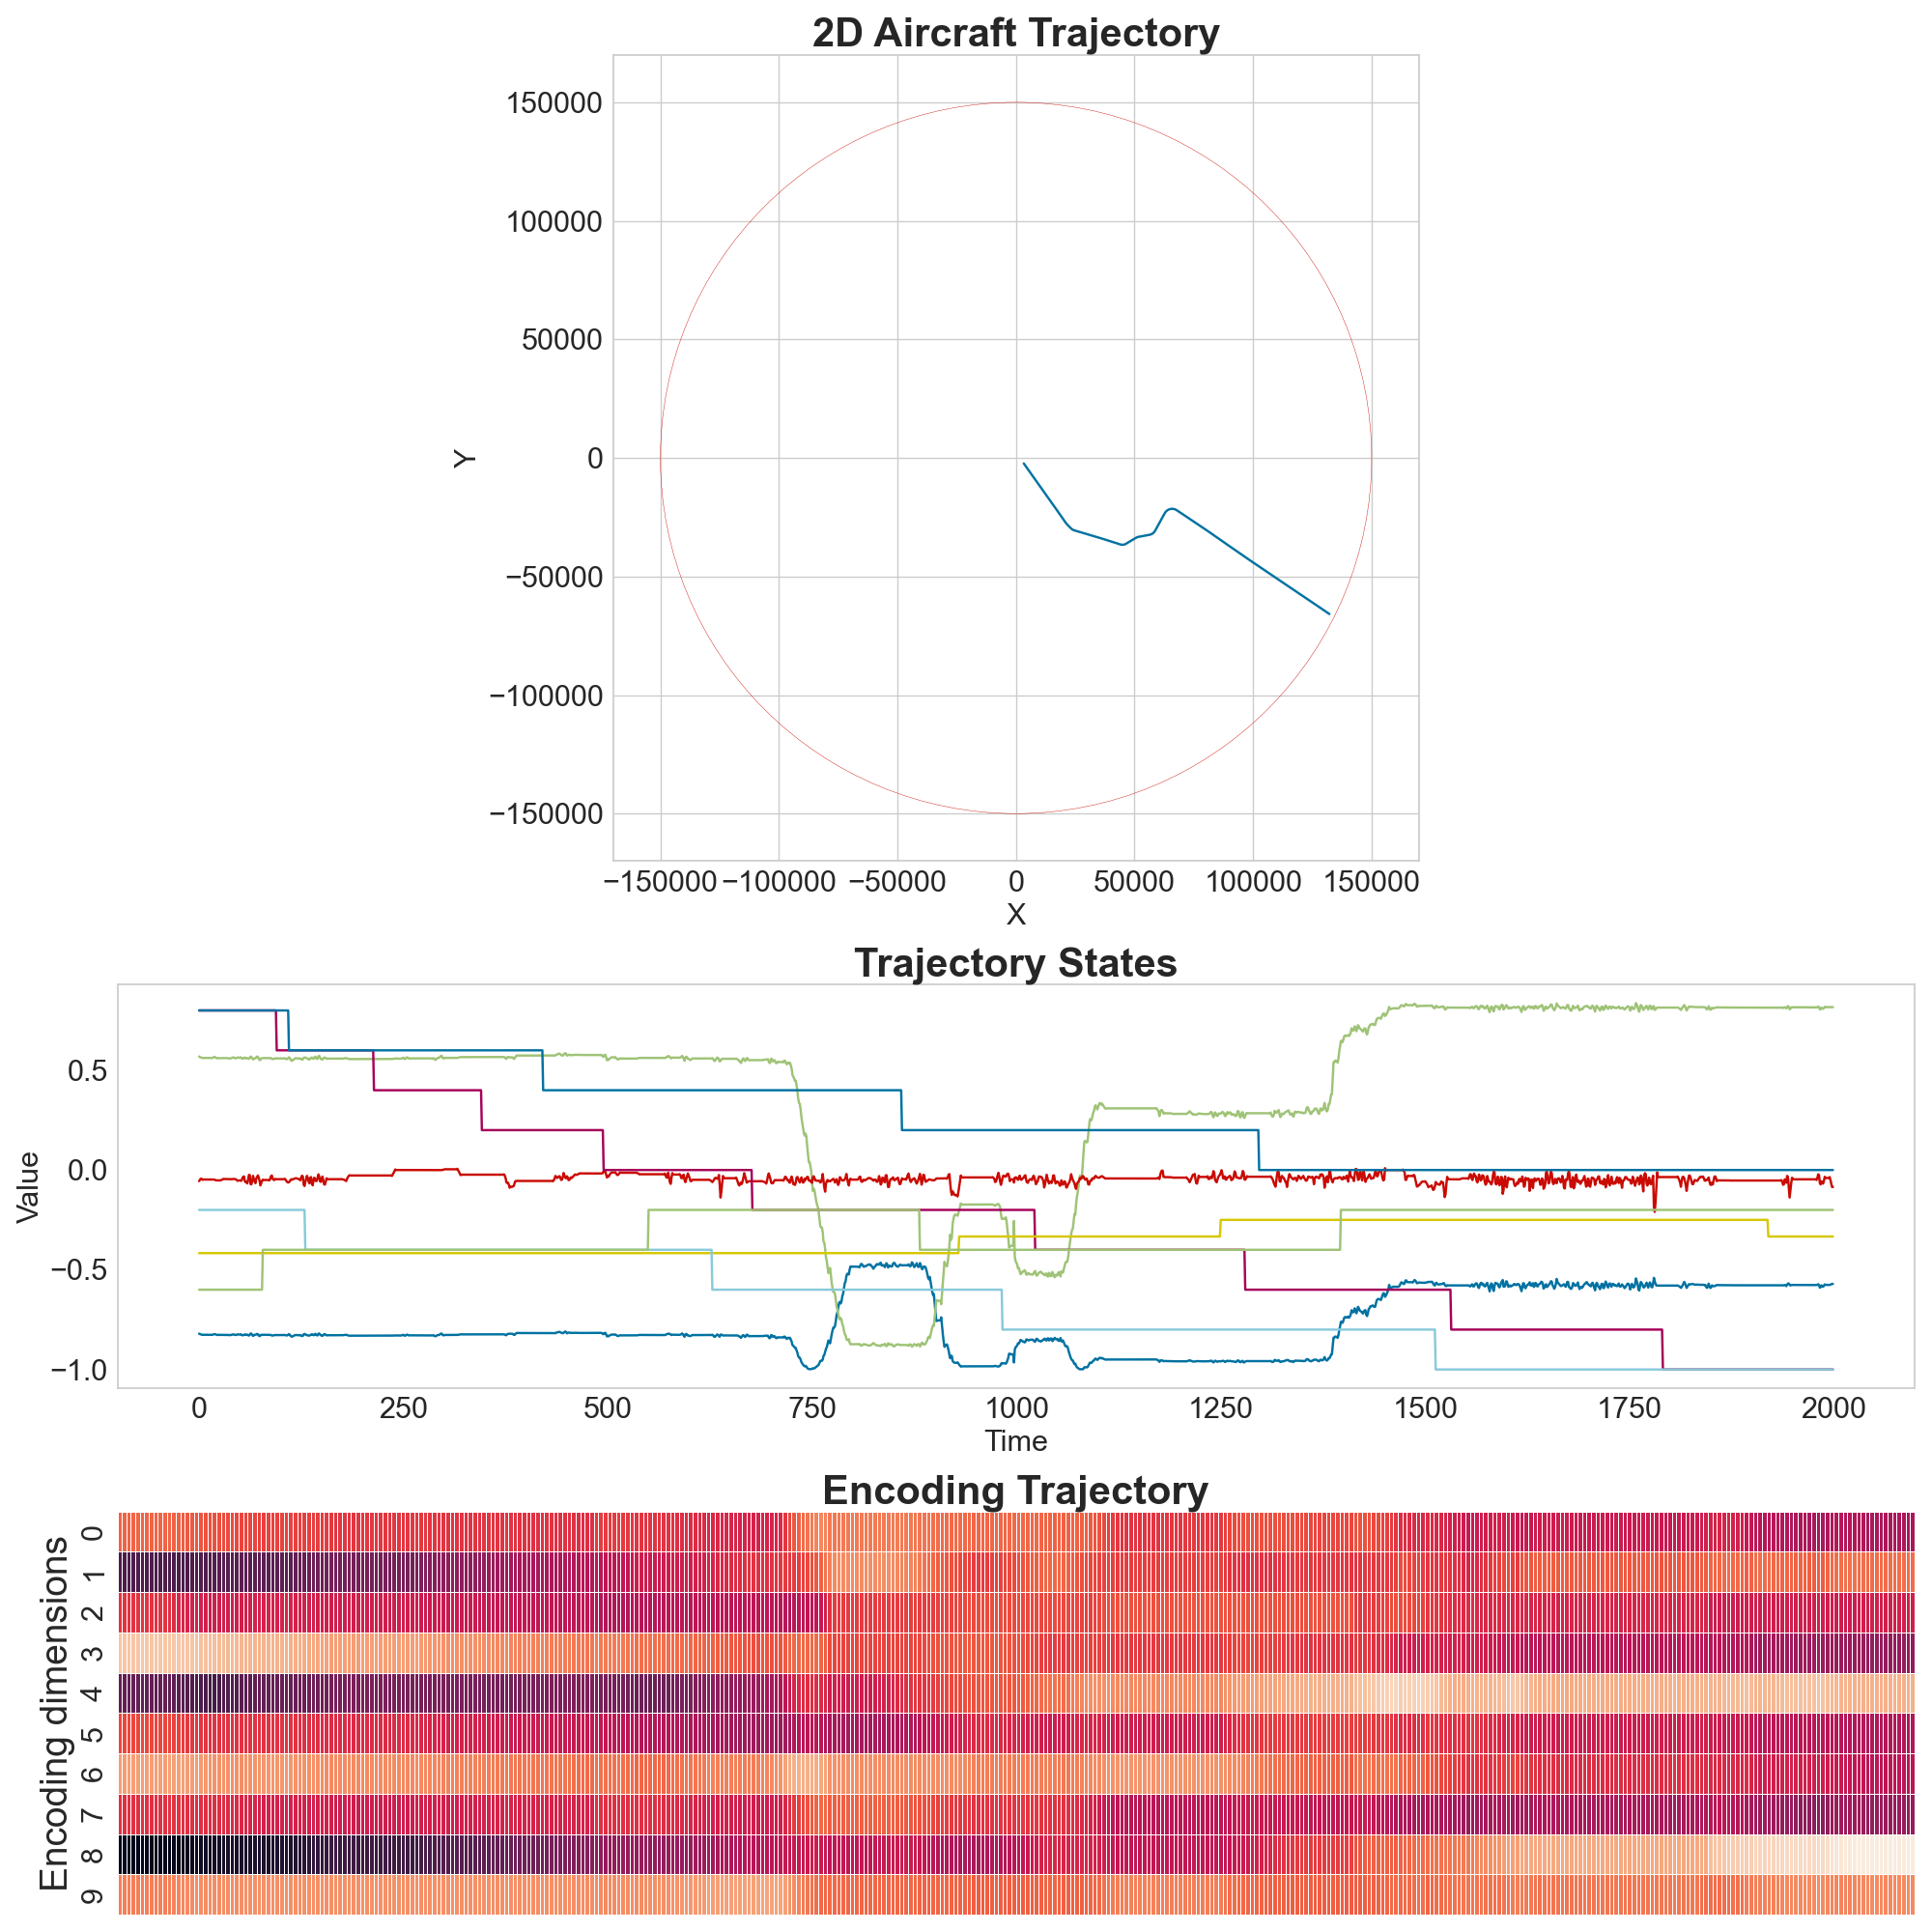 2D Aircraft Trajectory
150000
100000
50000
0
−50000
−100000
−150000
Y
−150000 −100000 −50000 0 50000 100000 150000
X
Trajectory States
0.5
0.0
−0.5
−1.0
Value
0 250 500 750 1000 1250 1500 1750 2000
Time
Encoding Trajectory
Encoding dimensions
0
1
2
3
4
5
6
7
8
9